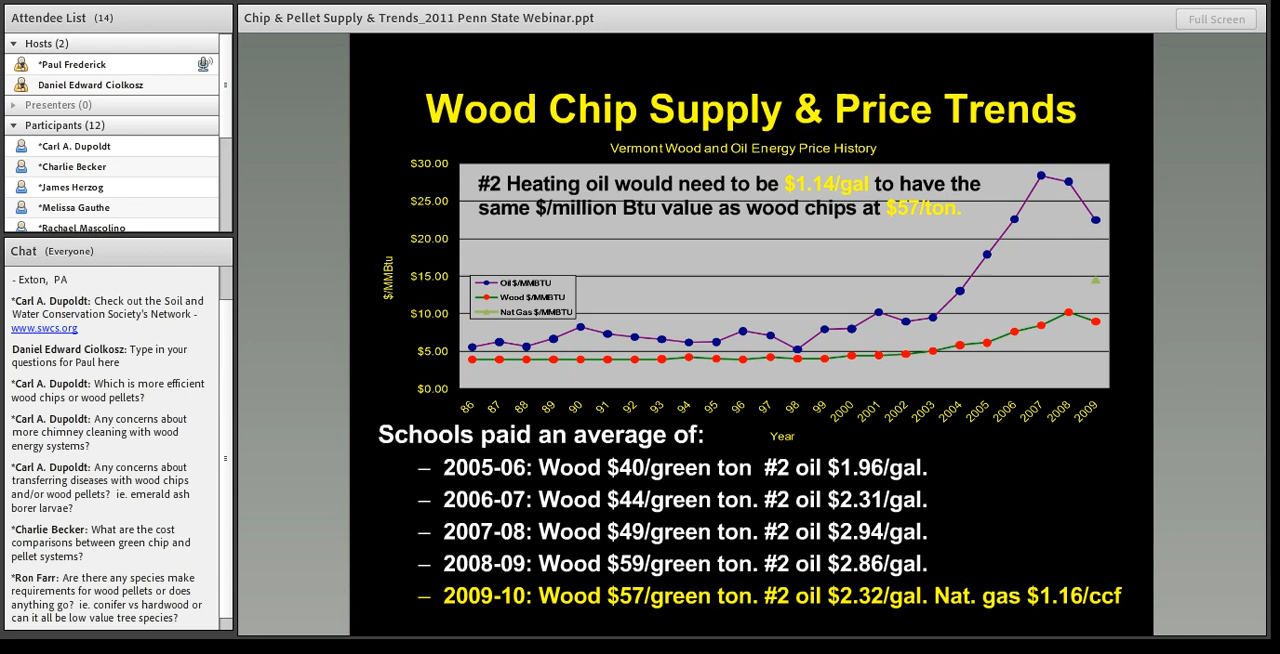 Attendee List (14)
Hosts (2)
*Paul Frederick
Daniel Edward Ciolkosz
Presenters (0)
Participants (12)
*Carl A. Dupoldt
*Charlie Becker
*James Herzog
*Melissa Gauthe
*Rachael Mascolino
Chat (Everyone)
- Exton, PA
*Carl A. Dupoldt: Check out the Soil and
Water Conservation Society's Network -
www.swcs.org
Daniel Edward Ciolkosz: Type in your
questions for Paul here
*Carl A. Dupoldt: Which is more efficient
wood chips or wood pellets?
*Carl A. Dupoldt: Any concerns about
more chimney cleaning with wood
energy systems?
*Carl A. Dupoldt: Any concerns about
transferring diseases with wood chips
and/or wood pellets? ie. emerald ash
borer larvae?
*Charlie Becker: What are the cost
comparisons between green chip and
pellet systems?
*Ron Farr: Are there any species make
requirements for wood pellets or does
anything go? ie. conifer vs hardwood or
can it all be low value tree species?
Chip & Pellet Supply & Trends_2011 Penn State Webinar.ppt
Full Screen
Wood Chip Supply & Price Trends
Vermont Wood and Oil Energy Price History
#2 Heating oil would need to be $1.14/gal to have the
same $/million Btu value as wood chips at $57/ton.
$30.00
$25.00
$20.00
$15.00
$10.00
$5.00
$0.00
$/MMBtu
Oil $/MMBTU
Wood $/MMBTU
Nat Gas $/MMBTU
86 87 88 89 90 91 92 93 94 95 96 97 98 99 2000 2001 2002 2003 2004 2005 2006 2007 2008 2009
Year
Schools paid an average of:
– 2005-06: Wood $40/green ton #2 oil $1.96/gal.
– 2006-07: Wood $44/green ton. #2 oil $2.31/gal.
– 2007-08: Wood $49/green ton. #2 oil $2.94/gal.
– 2008-09: Wood $59/green ton. #2 oil $2.86/gal.
– 2009-10: Wood $57/green ton. #2 oil $2.32/gal. Nat. gas $1.16/ccf